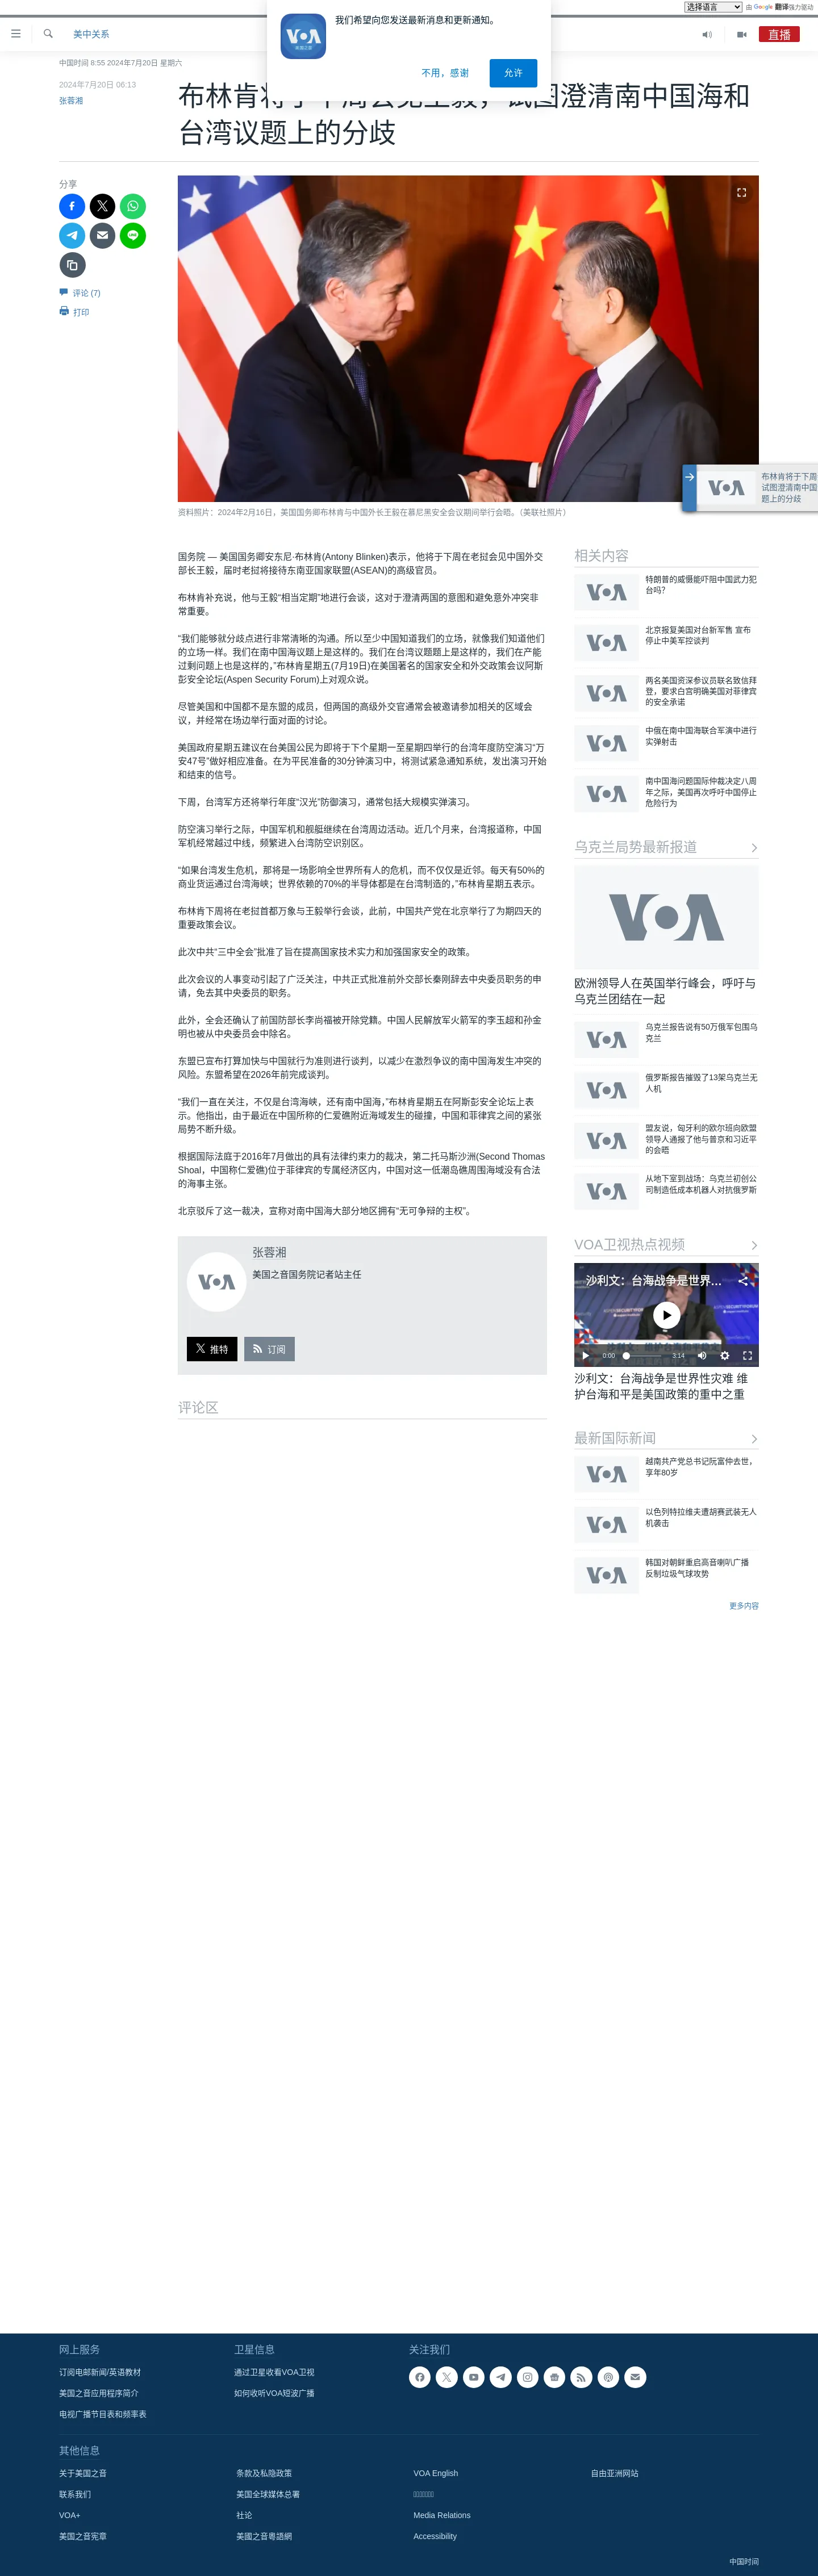 选择语言 由 Google 翻译强力驱动
我们希望向您发送最新消息和更新通知。
VOA
美国之音
不用，感谢
允许
美中关系
直播
中国时间 8:55 2024年7月20日 星期六
2024年7月20日 06:13
张蓉湘
台湾议题上的分歧
分享
评论 (7)
打印
资料照片：2024年2月16日，美国国务卿布林肯与中国外长王毅在慕尼黑安全会议期间举行会晤。（美联社照片）
VOA
布林肯将于下周
试图澄清南中国
题上的分歧
国务院 — 美国国务卿安东尼·布林肯(Antony Blinken)表示，他将于下周在老挝会见中国外交
部长王毅，届时老挝将接待东南亚国家联盟(ASEAN)的高级官员。
布林肯补充说，他与王毅“相当定期”地进行会谈，这对于澄清两国的意图和避免意外冲突非
常重要。
“我们能够就分歧点进行非常清晰的沟通。所以至少中国知道我们的立场，就像我们知道他们
的立场一样。我们在南中国海议题上是这样的。我们在台湾议题题上是这样的，我们在产能
过剩问题上也是这样的，”布林肯星期五(7月19日)在美国著名的国家安全和外交政策会议阿斯
彭安全论坛(Aspen Security Forum)上对观众说。
尽管美国和中国都不是东盟的成员，但两国的高级外交官通常会被邀请参加相关的区域会
议，并经常在场边举行面对面的讨论。
美国政府星期五建议在台美国公民为即将于下个星期一至星期四举行的台湾年度防空演习“万
安47号”做好相应准备。在为平民准备的30分钟演习中，将测试紧急通知系统，发出演习开始
和结束的信号。
下周，台湾军方还将举行年度“汉光”防御演习，通常包括大规模实弹演习。
防空演习举行之际，中国军机和舰艇继续在台湾周边活动。近几个月来，台湾报道称，中国
军机经常越过中线，频繁进入台湾防空识别区。
“如果台湾发生危机，那将是一场影响全世界所有人的危机，而不仅仅是近邻。每天有50%的
商业货运通过台湾海峡；世界依赖的70%的半导体都是在台湾制造的，”布林肯星期五表示。
布林肯下周将在老挝首都万象与王毅举行会谈，此前，中国共产党在北京举行了为期四天的
重要政策会议。
此次中共“三中全会”批准了旨在提高国家技术实力和加强国家安全的政策。
此次会议的人事变动引起了广泛关注，中共正式批准前外交部长秦刚辞去中央委员职务的申
请，免去其中央委员的职务。
此外，全会还确认了前国防部长李尚福被开除党籍。中国人民解放军火箭军的李玉超和孙金
明也被从中央委员会中除名。
东盟已宣布打算加快与中国就行为准则进行谈判，以减少在激烈争议的南中国海发生冲突的
风险。东盟希望在2026年前完成谈判。
“我们一直在关注，不仅是台湾海峡，还有南中国海，”布林肯星期五在阿斯彭安全论坛上表
示。他指出，由于最近在中国所称的仁爱礁附近海域发生的碰撞，中国和菲律宾之间的紧张
局势不断升级。
根据国际法庭于2016年7月做出的具有法律约束力的裁决，第二托马斯沙洲(Second Thomas
Shoal，中国称仁爱礁)位于菲律宾的专属经济区内，中国对这一低潮岛礁周围海域没有合法
的海事主张。
北京驳斥了这一裁决，宣称对南中国海大部分地区拥有“无可争辩的主权”。
VOA
张蓉湘
美国之音国务院记者站主任
推特
订阅
评论区
相关内容
VOA
特朗普的威慑能吓阻中国武力犯
台吗?
VOA
北京报复美国对台新军售 宣布
停止中美军控谈判
VOA
两名美国资深参议员联名致信拜
登，要求白宫明确美国对菲律宾
的安全承诺
VOA
中俄在南中国海联合军演中进行
实弹射击
VOA
南中国海问题国际仲裁决定八周
年之际，美国再次呼吁中国停止
危险行为
乌克兰局势最新报道
VOA
欧洲领导人在英国举行峰会，呼吁与
乌克兰团结在一起
VOA
乌克兰报告说有50万俄军包围乌
克兰
VOA
俄罗斯报告摧毁了13架乌克兰无
人机
VOA
盟友说，匈牙利的欧尔班向欧盟
领导人通报了他与普京和习近平
的会晤
VOA
从地下室到战场：乌克兰初创公
司制造低成本机器人对抗俄罗斯
VOA卫视热点视频
沙利文：台海战争是世界...
0:00
3:14
沙利文：台海战争是世界性灾难 维
护台海和平是美国政策的重中之重
最新国际新闻
VOA
越南共产党总书记阮富仲去世，
享年80岁
VOA
以色列特拉维夫遭胡赛武装无人
机袭击
VOA
韩国对朝鲜重启高音喇叭广播
反制垃圾气球攻势
更多内容
网上服务
订阅电邮新闻/英语教材
美国之音应用程序简介
电视广播节目表和频率表
卫星信息
通过卫星收看VOA卫视
如何收听VOA短波广播
关注我们
其他信息
关于美国之音
联系我们
VOA+
美国之音宪章
条款及私隐政策
美国全球媒体总署
社论
美國之音粵語網
VOA English
Media Relations
Accessibility
自由亚洲网站
中国时间